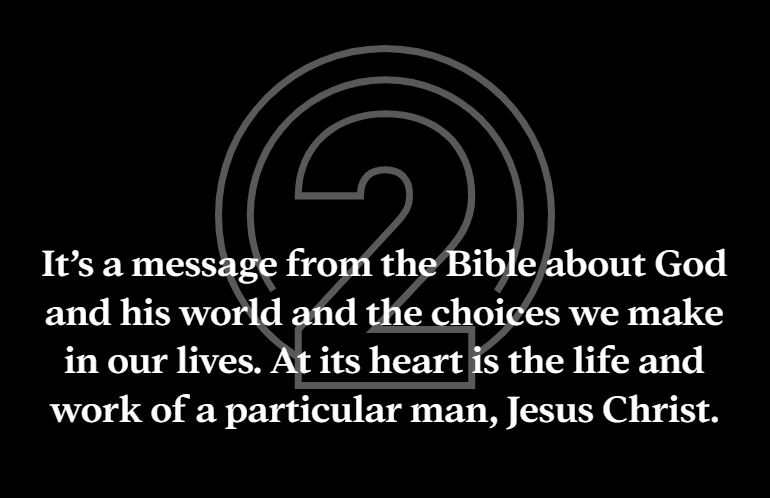 2
It’s a message from the Bible about God
and his world and the choices we make
in our lives. At its heart is the life and
work of a particular man, Jesus Christ.